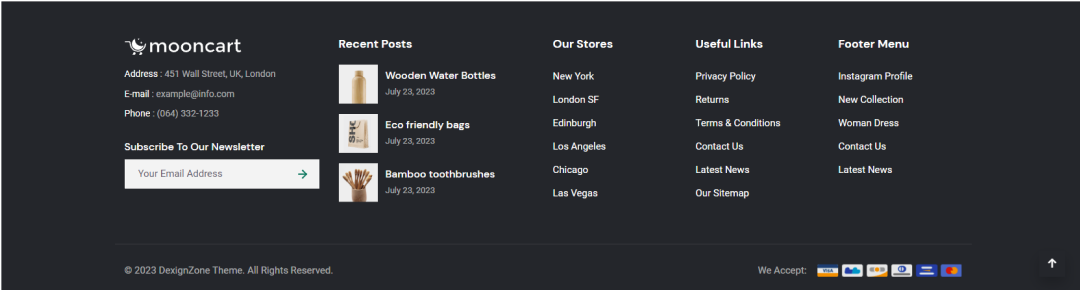 mooncart
Address : 451 Wall Street, UK, London
E-mail : example@info.com
Phone : (064) 332-1233
Subscribe To Our Newsletter
Your Email Address
Recent Posts
Wooden Water Bottles
July 23, 2023
Eco friendly bags
July 23, 2023
Bamboo toothbrushes
July 23, 2023
Our Stores
New York
London SF
Edinburgh
Los Angeles
Chicago
Las Vegas
Useful Links
Privacy Policy
Returns
Terms & Conditions
Contact Us
Latest News
Our Sitemap
Footer Menu
Instagram Profile
New Collection
Woman Dress
Contact Us
Latest News
© 2023 DexignZone Theme. All Rights Reserved.
We Accept:
VISA